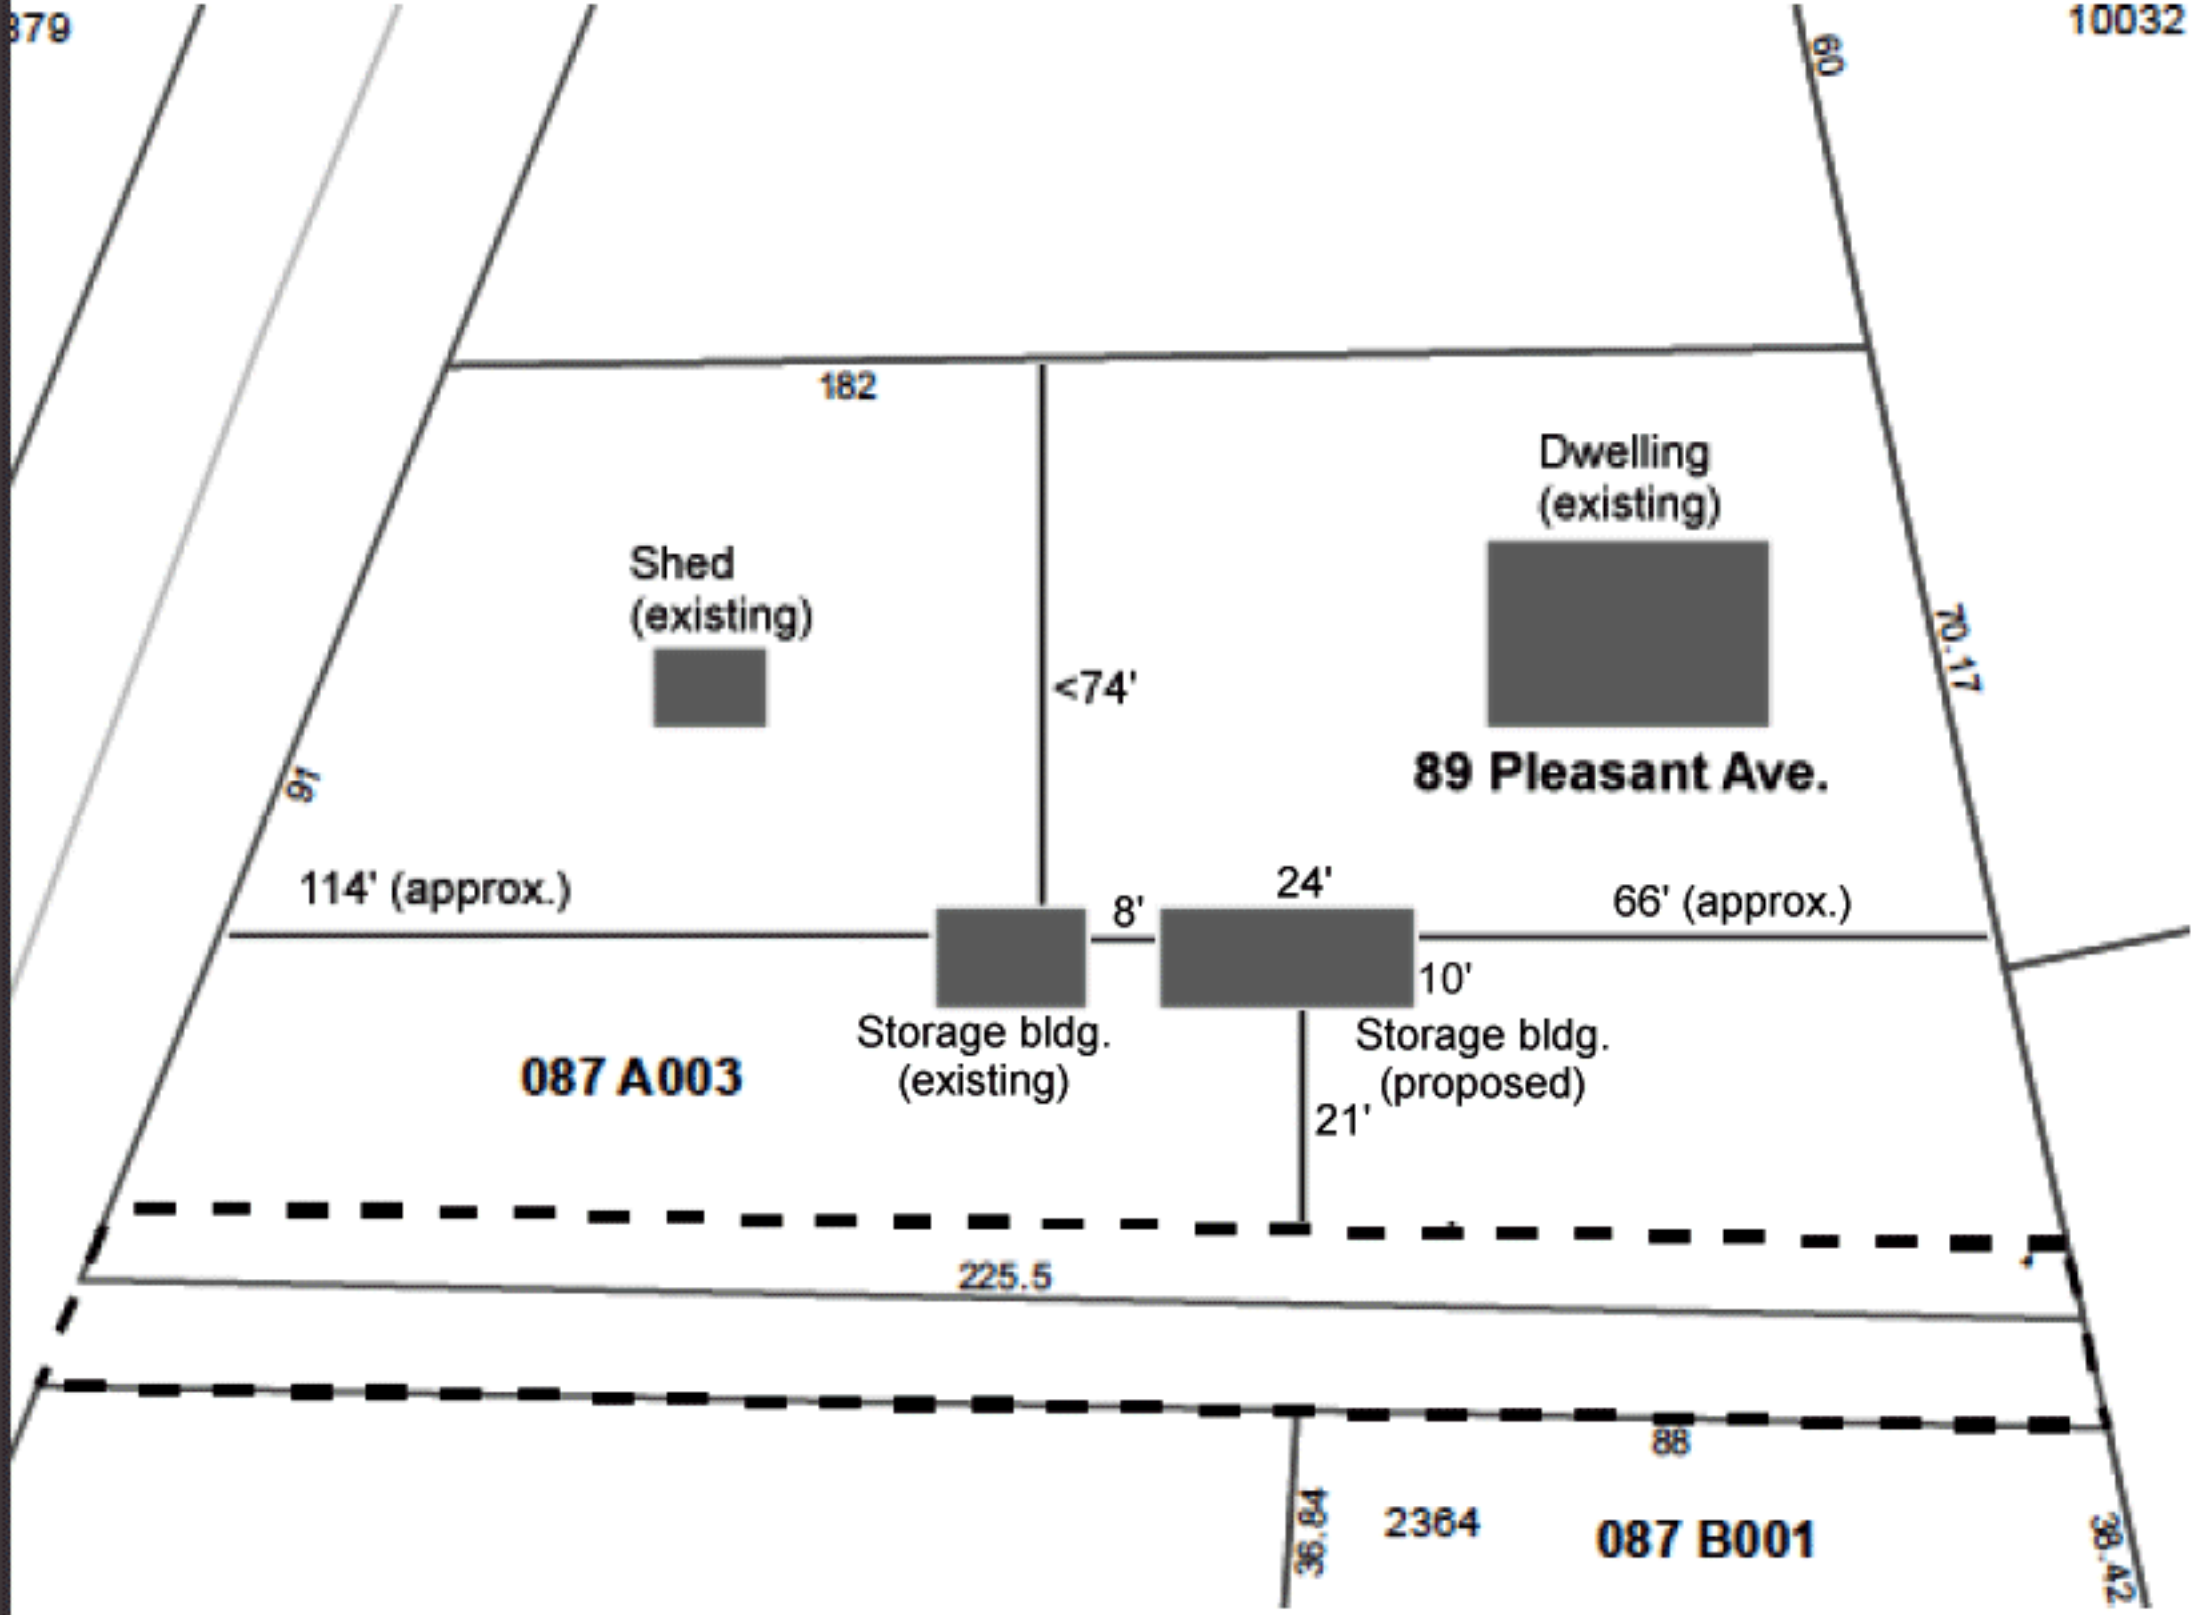 10032
60
182
Dwelling
(existing)
Shed
(existing)
70.17
<74'
89 Pleasant Ave.
91
114' (approx.)
8'
24'
66' (approx.)
10'
Storage bldg.
(existing)
Storage bldg.
(proposed)
087 A003
21'
225.5
88
36.84
2364
087 B001
38.42